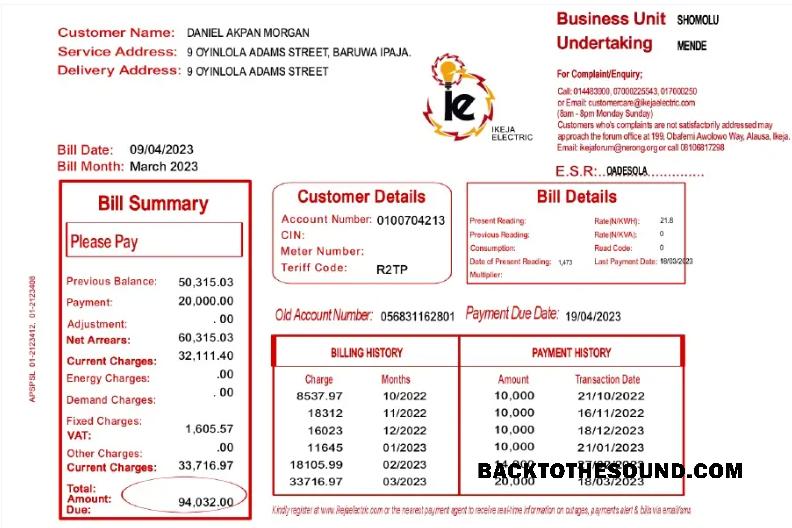 Customer Name: DANIEL AKPAN MORGAN
Service Address: 9 OYINLOLA ADAMS STREET, BARUWA IPAJA.
Delivery Address: 9 OYINLOLA ADAMS STREET
ie
IKEJA
ELECTRIC
Business Unit SHOMOLU
Undertaking MENDE
For Complaint/Enquiry;
Call: 014483900, 07000225543, 017000250
or Email: customercare@ikejaelectric.com
(8am - 8pm Monday Sunday)
Customers who's complaints are not satisfactorily addressed may
approach the forum office at 199, Obafemi Awolowo Way, Alausa, Ikeja.
Email: ikejaforum@nerong.org or call 08106817298
E.S.R:..OADESOLA..............
Bill Date: 09/04/2023
Bill Month: March 2023
Bill Summary
Please Pay
Previous Balance: 50,315.03
Payment: 20,000.00
Adjustment: .00
Net Arrears: 60,315.03
Current Charges: 32,111.40
Energy Charges: .00
Demand Charges: .00
Fixed Charges:
VAT: 1,605.57
Other Charges: .00
Current Charges: 33,716.97
Total:
Amount:
Due: 94,032.00
APSPSL 01-2123412, 01-2123408
Customer Details
Account Number: 0100704213
CIN:
Meter Number:
Teriff Code: R2TP
Bill Details
Present Reading: Rate(N/KWH): 21.8
Previous Reading: Rate(N/KVA): 0
Consumption: Road Code: 0
Date of Present Reading: 1,473 Last Payment Date: 18/03/2023
Multiplier:
Old Account Number: 056831162801 Payment Due Date: 19/04/2023
BILLING HISTORY PAYMENT HISTORY
Charge Months Amount Transaction Date
8537.97 10/2022 10,000 21/10/2022
18312 11/2022 10,000 16/11/2022
16023 12/2022 10,000 18/12/2023
11645 01/2023 10,000 21/01/2023
18105.99 02/2023
33716.97 03/2023 20,000 18/03/2023
BACKTOTHESOUND.COM
Kindly register at www.ikejaelectric.com or the nearest payment agent to receive real-time information on outages, payments alert & bills via email/sms